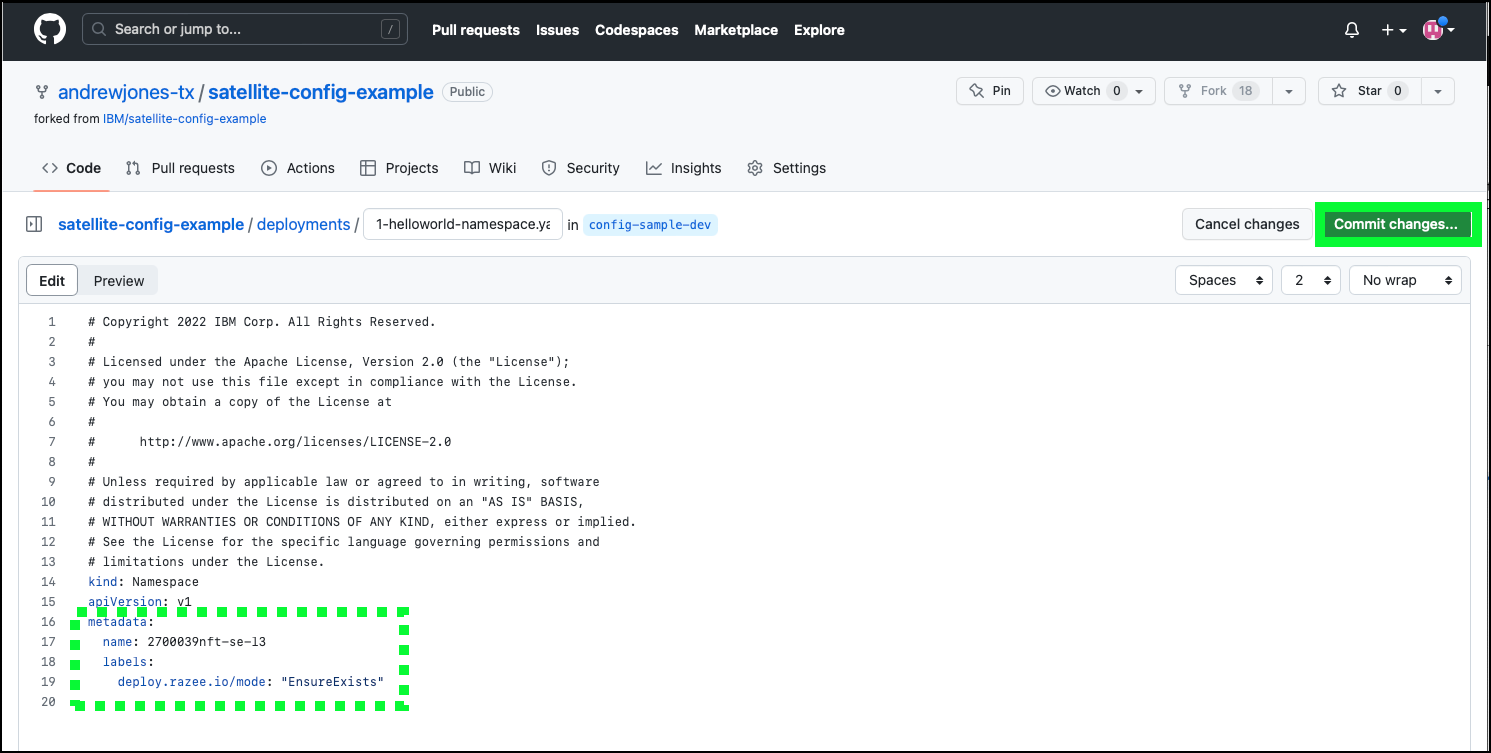 Search or jump to... /
Pull requests Issues Codespaces Marketplace Explore
andrewjones-tx / satellite-config-example Public
Pin Watch 0 Fork 18 Star 0
forked from IBM/satellite-config-example
Code Pull requests Actions Projects Wiki Security Insights Settings
satellite-config-example / deployments / 1-helloworld-namespace.ya in config-sample-dev
Cancel changes Commit changes...
Edit Preview
Spaces 2 No wrap
1 # Copyright 2022 IBM Corp. All Rights Reserved.
2 #
3 # Licensed under the Apache License, Version 2.0 (the "License");
4 # you may not use this file except in compliance with the License.
5 # You may obtain a copy of the License at
6 #
7 #      http://www.apache.org/licenses/LICENSE-2.0
8 #
9 # Unless required by applicable law or agreed to in writing, software
10 # distributed under the License is distributed on an "AS IS" BASIS,
11 # WITHOUT WARRANTIES OR CONDITIONS OF ANY KIND, either express or implied.
12 # See the License for the specific language governing permissions and
13 # limitations under the License.
14 kind: Namespace
15 apiVersion: v1
16 metadata:
17   name: 2700039nft-se-l3
18   labels:
19     deploy.razee.io/mode: "EnsureExists"
20